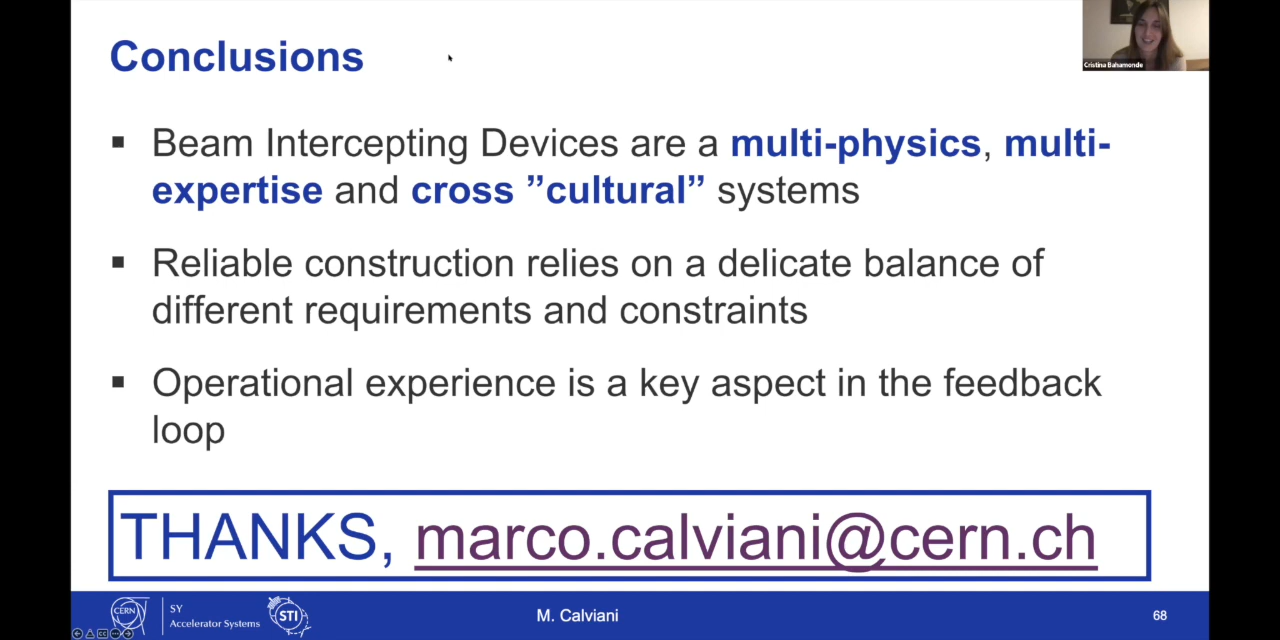 Conclusions
Cristina Bahamonde
▪ Beam Intercepting Devices are a multi-physics, multi-
expertise and cross ”cultural” systems
▪ Reliable construction relies on a delicate balance of
different requirements and constraints
▪ Operational experience is a key aspect in the feedback
loop
THANKS, marco.calviani@cern.ch
CERN
SY
Accelerator Systems
STI
M. Calviani
68